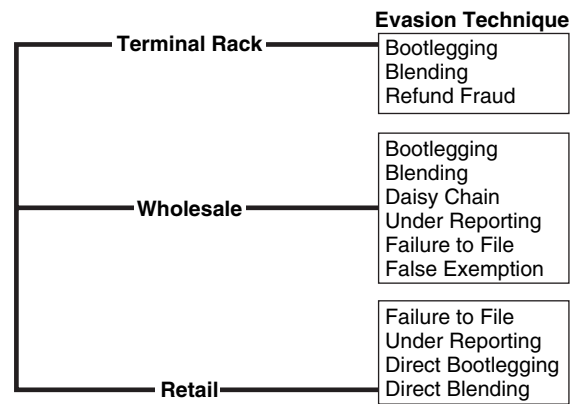 Evasion Technique
Terminal Rack
Bootlegging
Blending
Refund Fraud
Wholesale
Bootlegging
Blending
Daisy Chain
Under Reporting
Failure to File
False Exemption
Retail
Failure to File
Under Reporting
Direct Bootlegging
Direct Blending